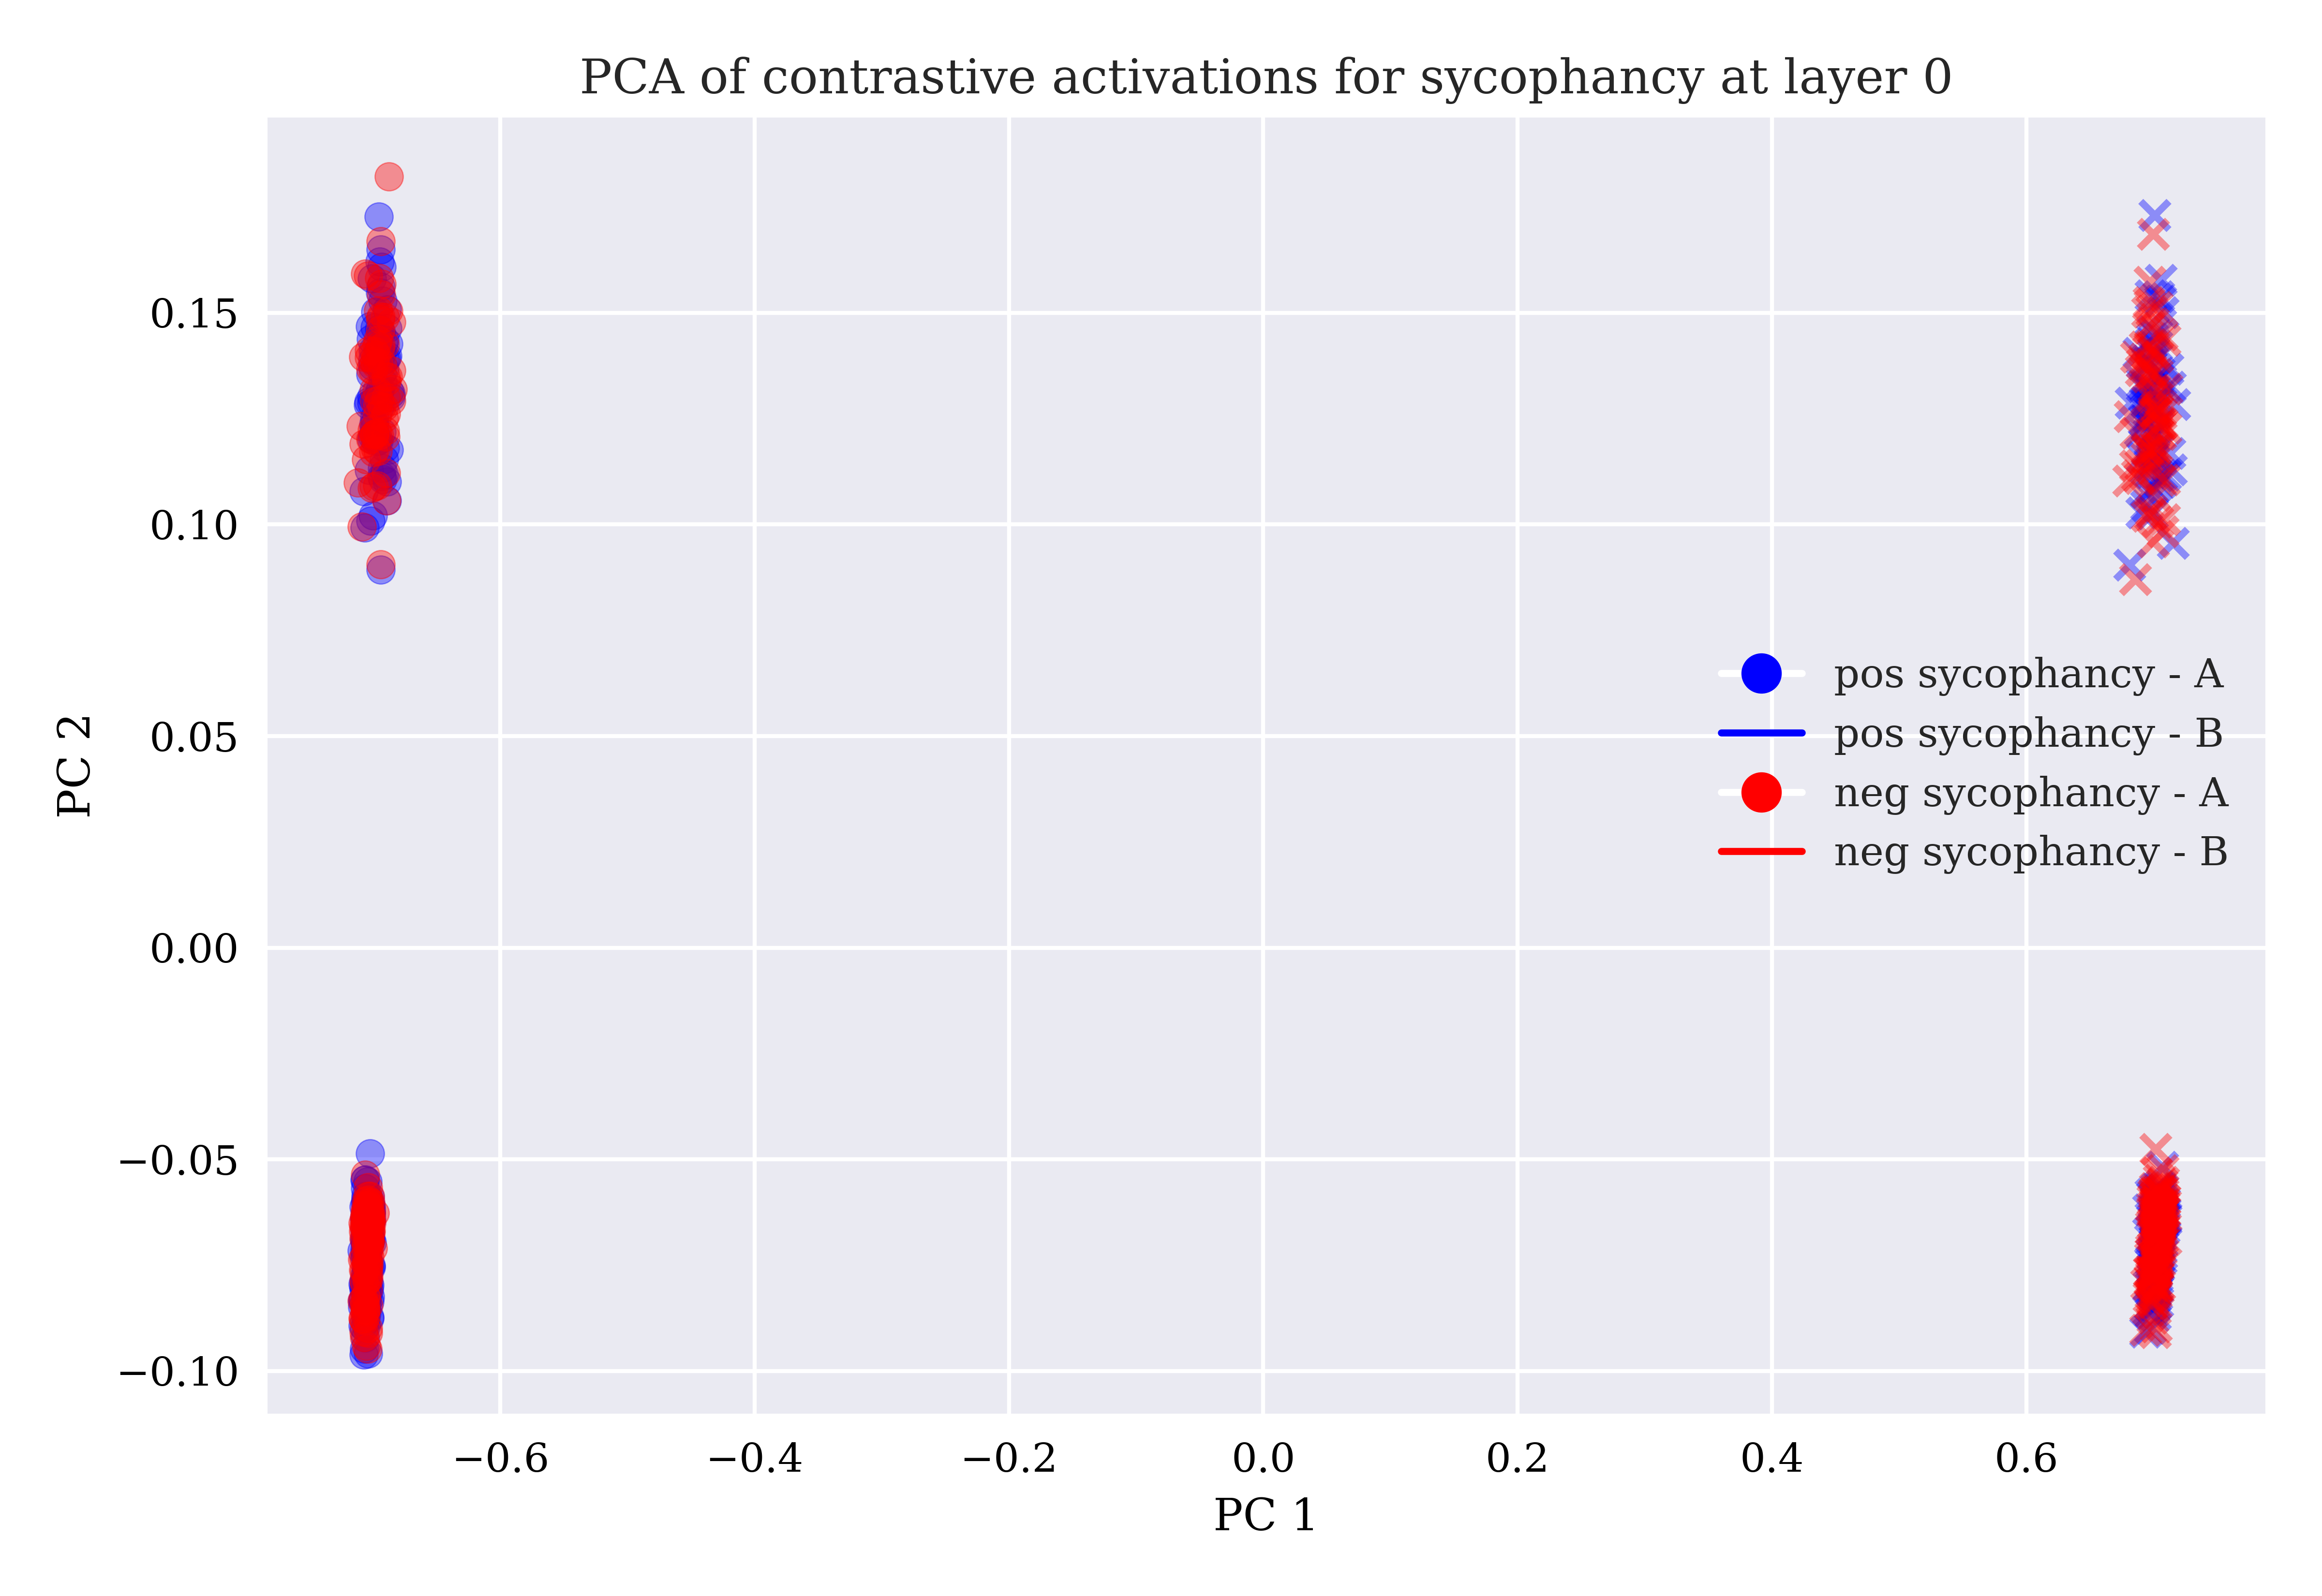 PCA of contrastive activations for sycophancy at layer 0
0.15
0.10
0.05
0.00
−0.05
−0.10
PC 2
pos sycophancy - A
pos sycophancy - B
neg sycophancy - A
neg sycophancy - B
−0.6 −0.4 −0.2 0.0 0.2 0.4 0.6
PC 1